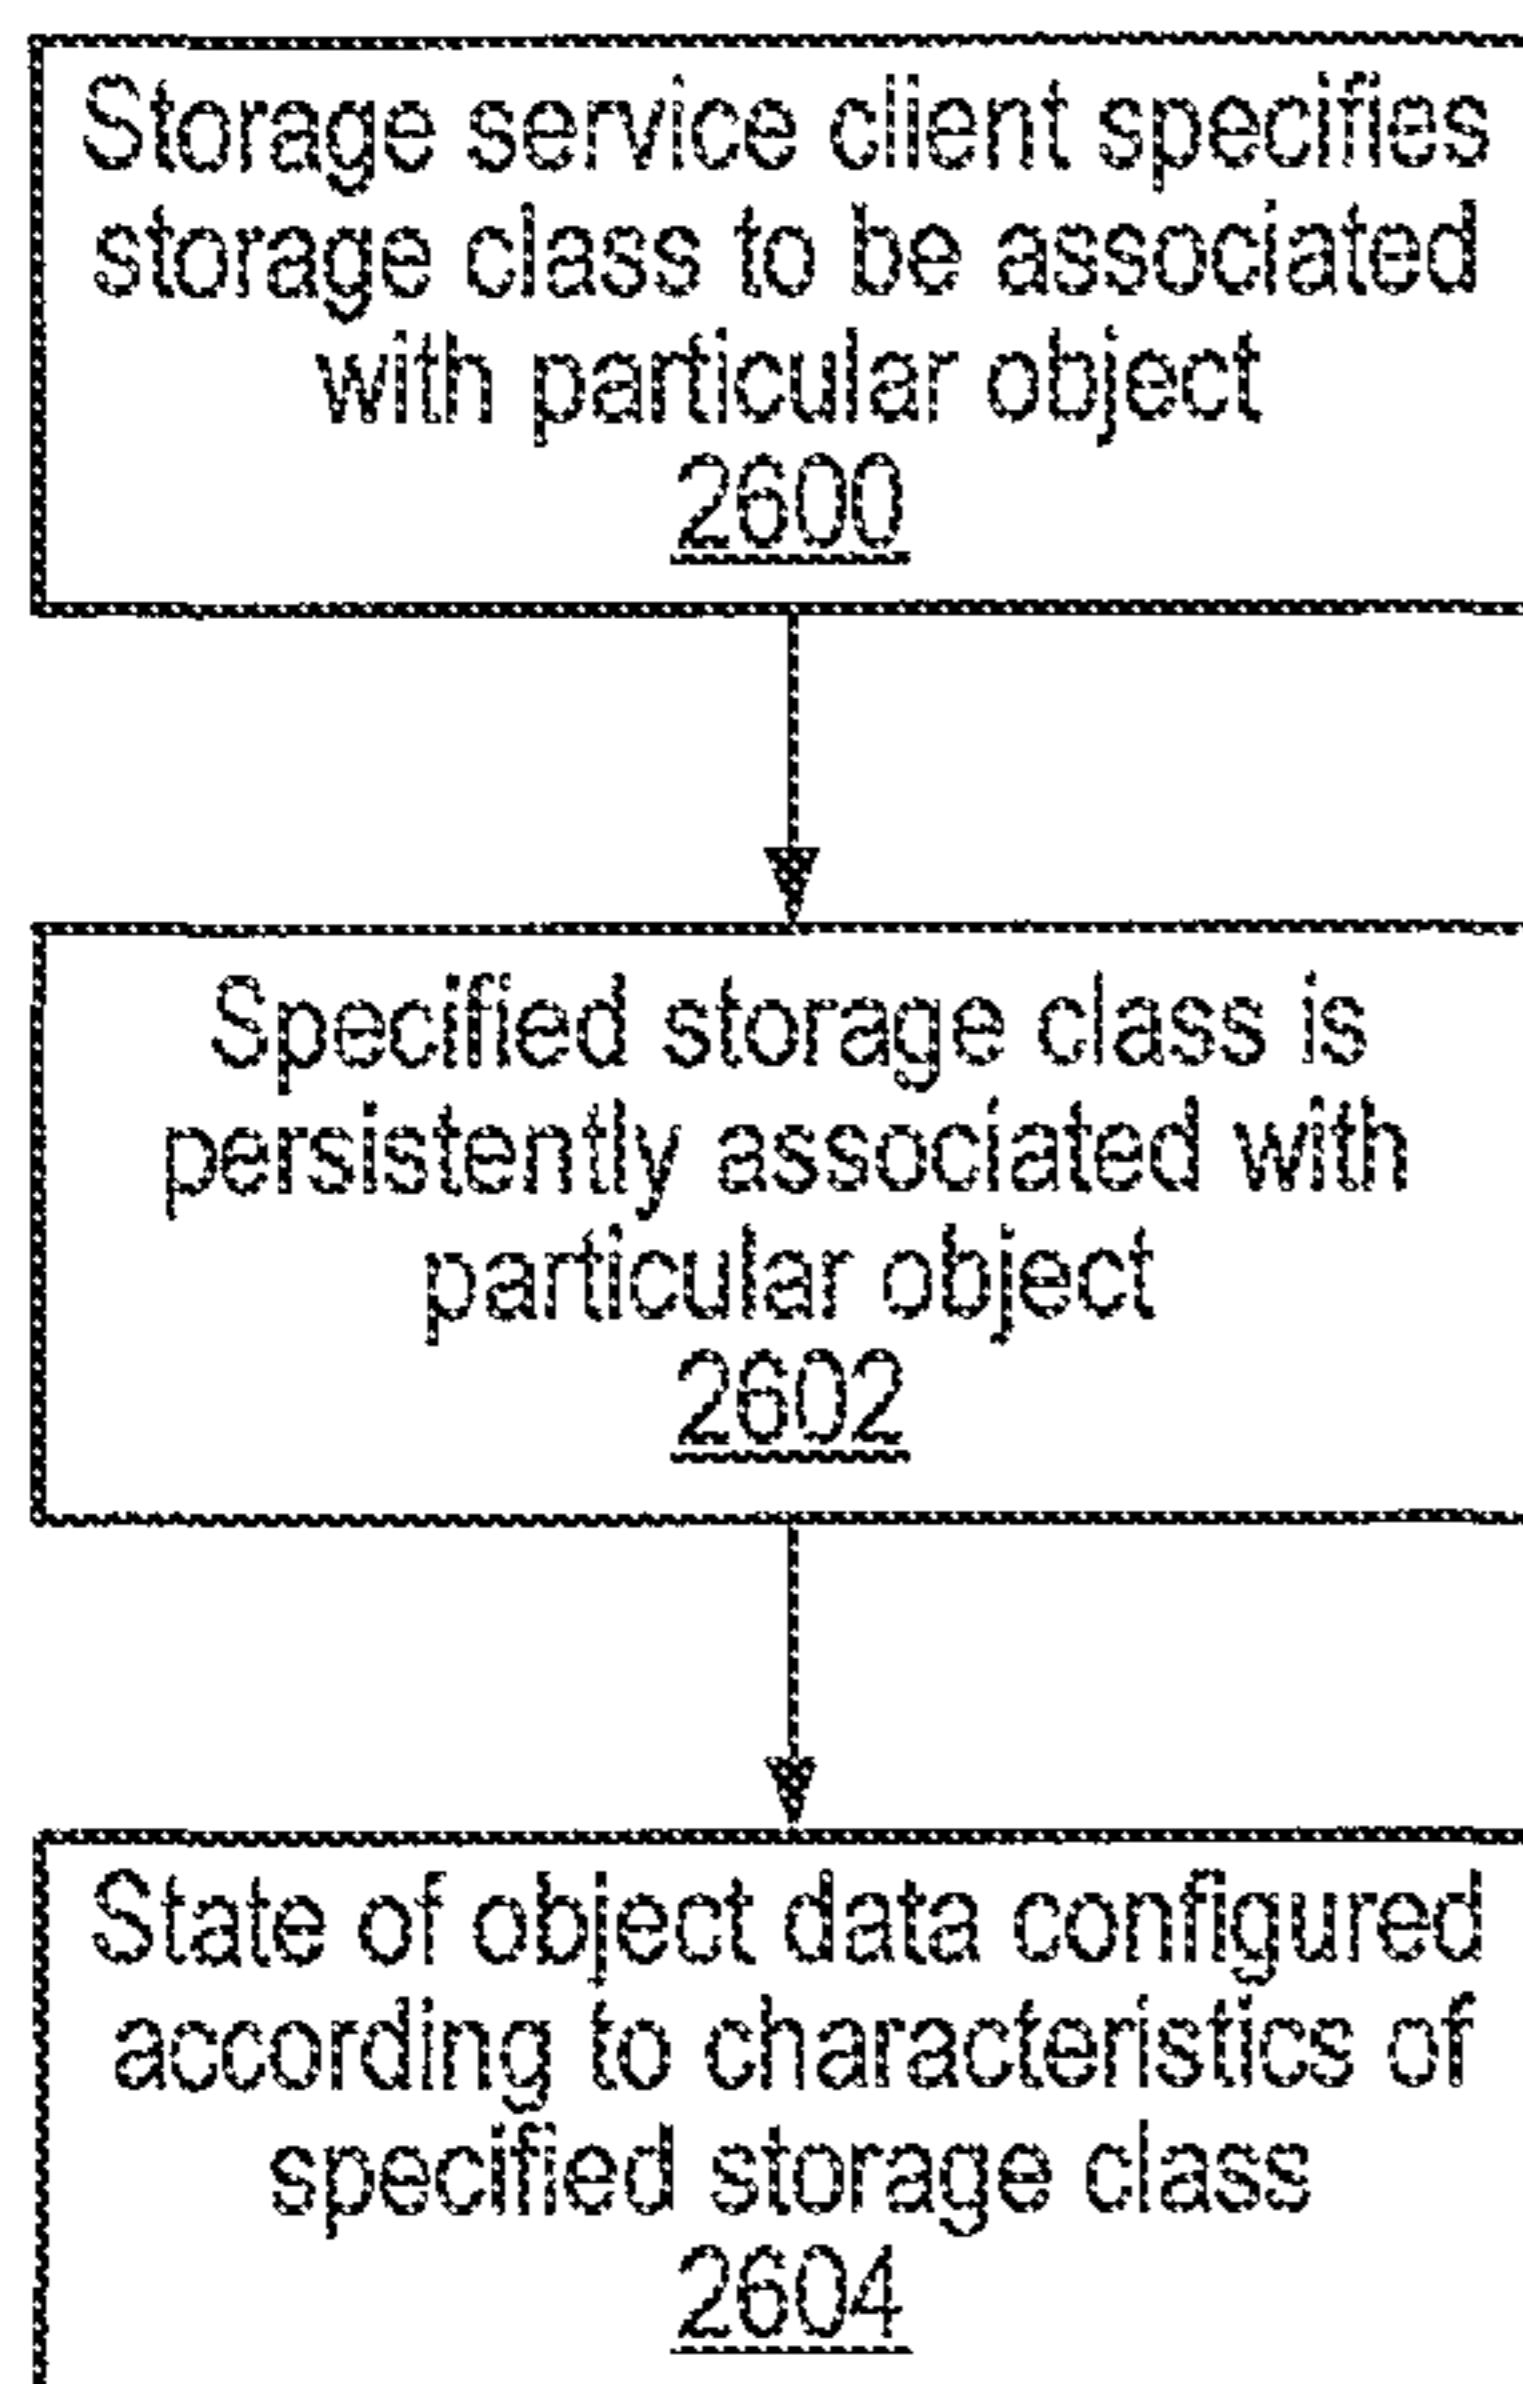 Storage service client specifies
storage class to be associated
with particular object
2600
Specified storage class is
persistently associated with
particular object
2602
State of object data configured
according to characteristics of
specified storage class
2604